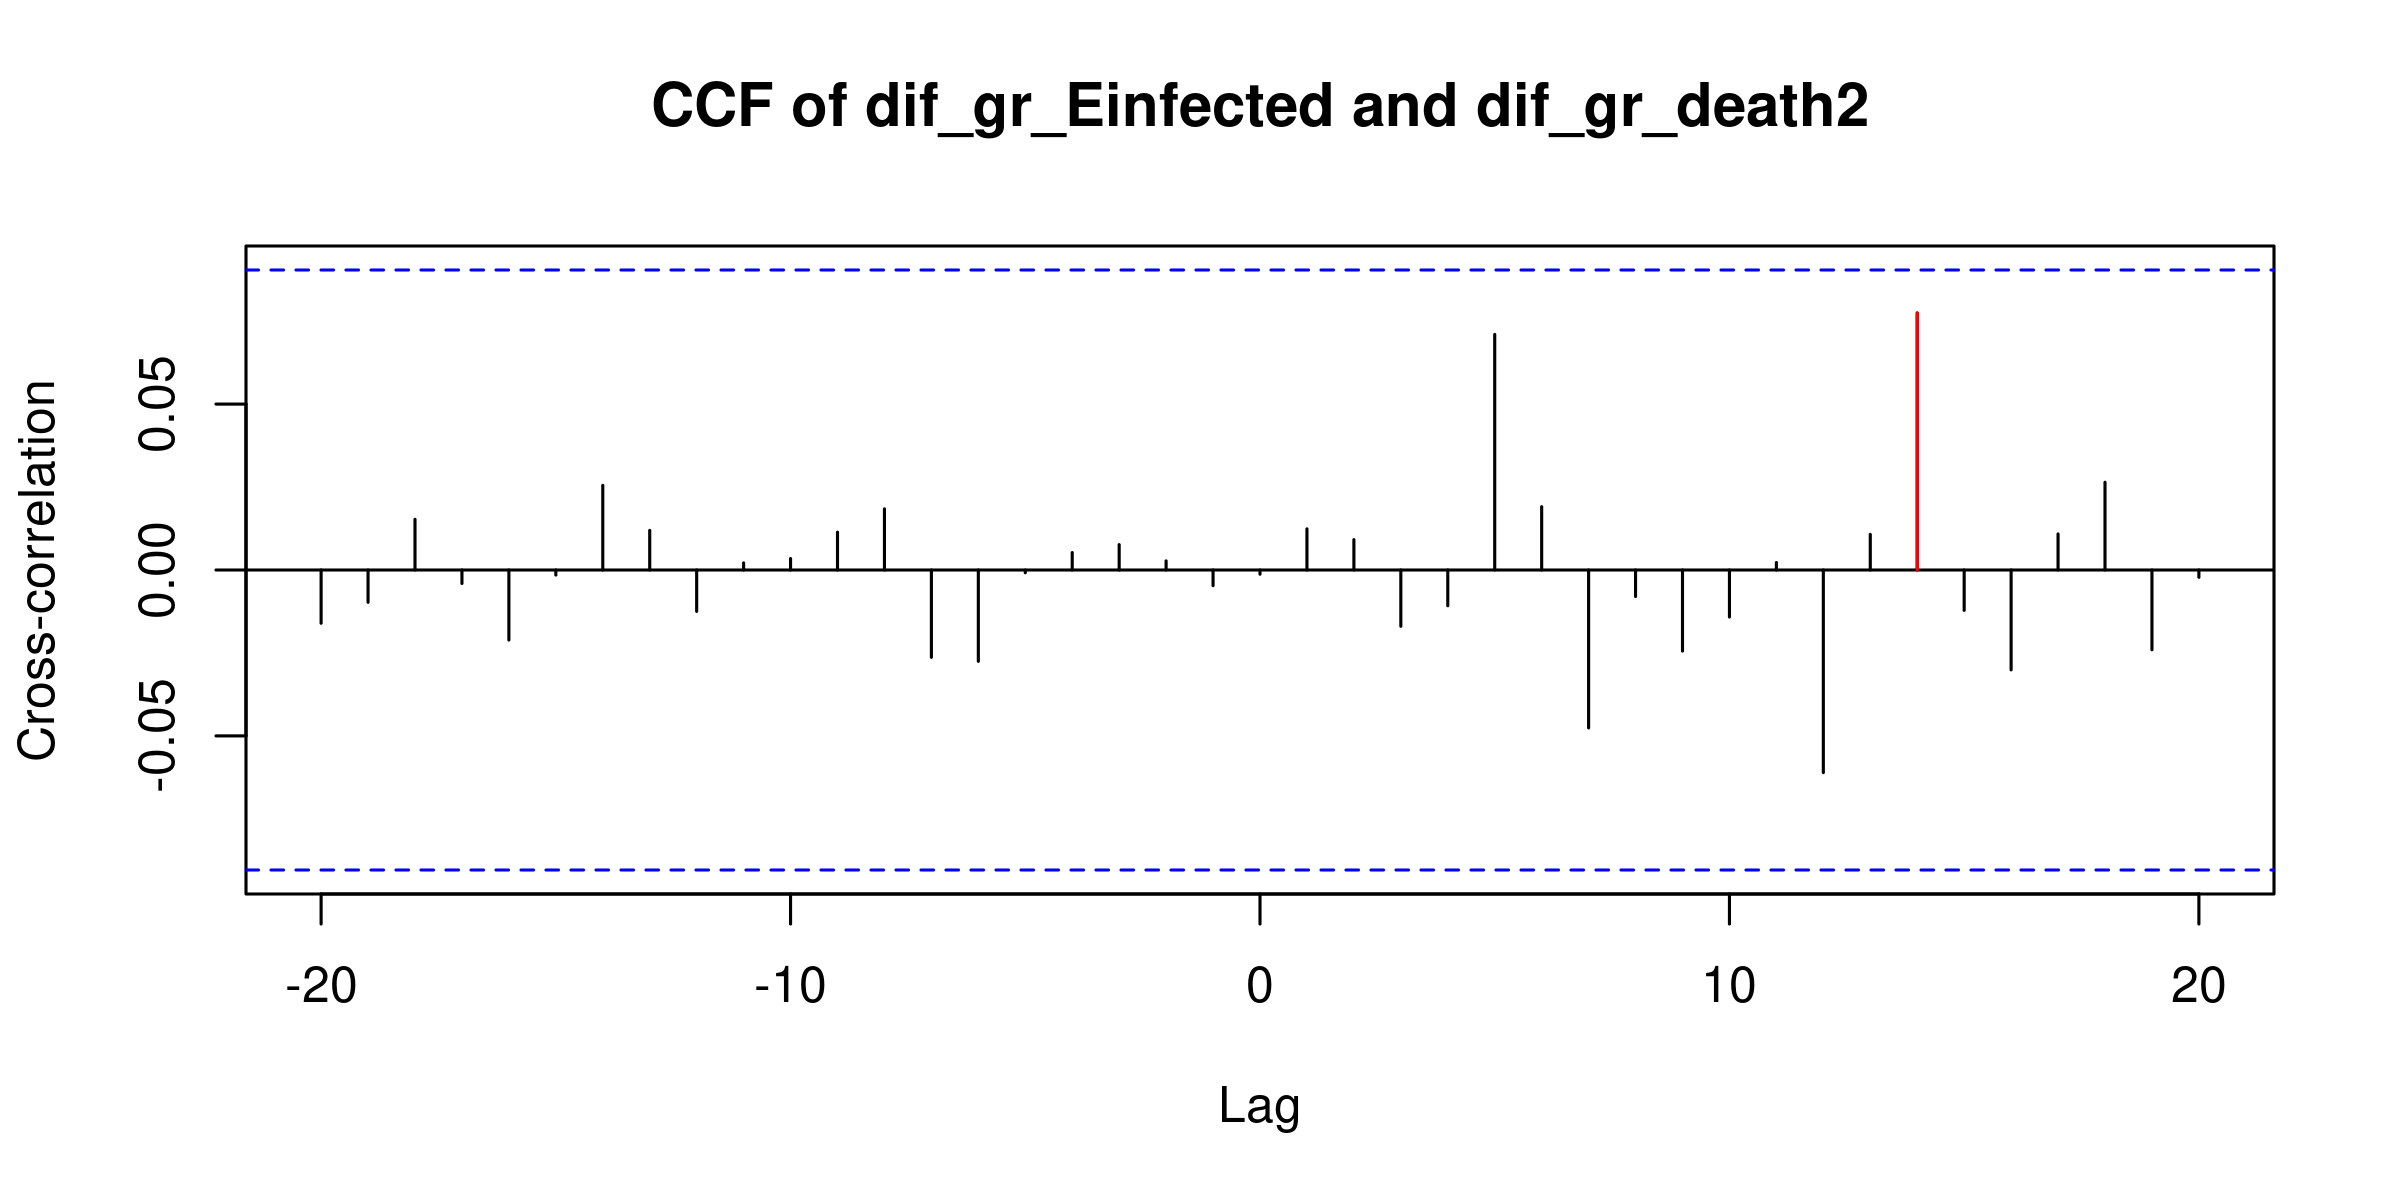 CCF of dif_gr_Einfected and dif_gr_death2
Cross-correlation
0.05
0.00
-0.05
-20 -10 0 10 20
Lag